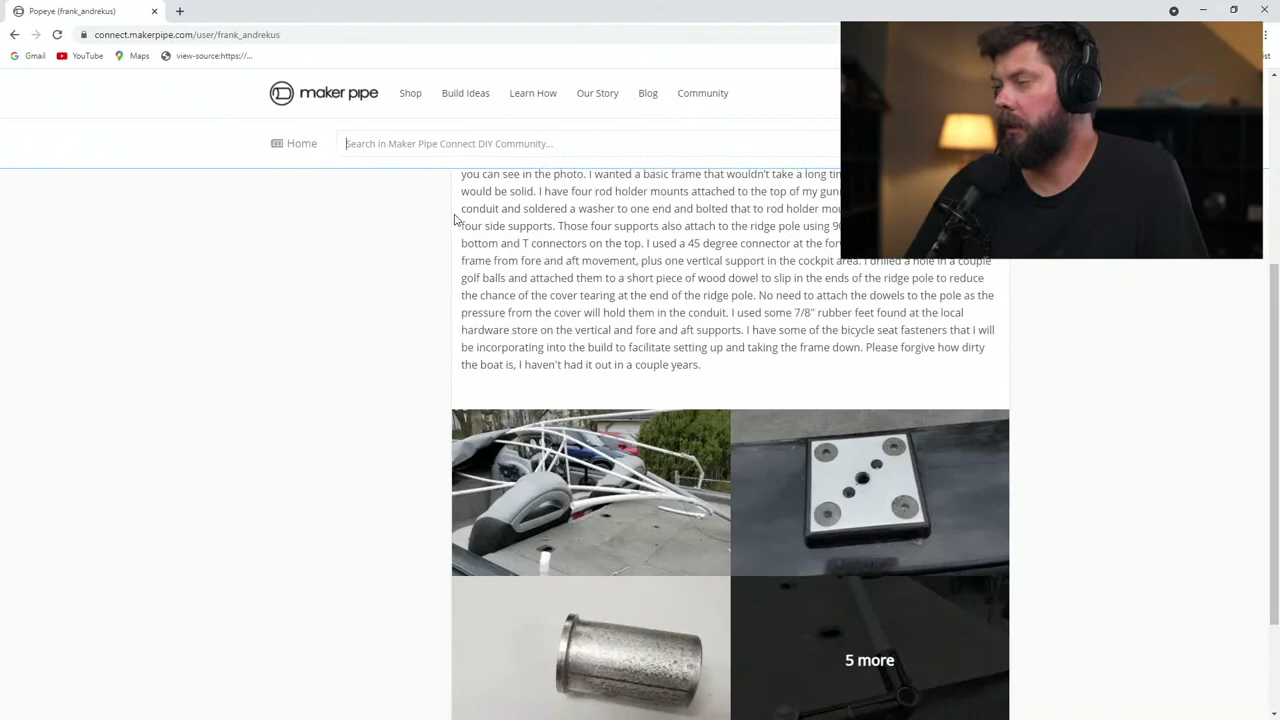 Popeye (frank_andrekus)
connect.makerpipe.com/user/frank_andrekus
Gmail YouTube Maps view-source:https://... ist
maker pipe Shop Build Ideas Learn How Our Story Blog Community
Home Search in Maker Pipe Connect DIY Community...
you can see in the photo. I wanted a basic frame that wouldn't take a long
would be solid. I have four rod holder mounts attached to the top of my
conduit and soldered a washer to one end and bolted that to rod holder
four side supports. Those four supports also attach to the ridge pole using
bottom and T connectors on the top. I used a 45 degree connector at the
frame from fore and aft movement, plus one vertical support in the cockpit area. I drilled a hole in a couple
golf balls and attached them to a short piece of wood dowel to slip in the ends of the ridge pole to reduce
the chance of the cover tearing at the end of the ridge pole. No need to attach the dowels to the pole as the
pressure from the cover will hold them in the conduit. I used some 7/8" rubber feet found at the local
hardware store on the vertical and fore and aft supports. I have some of the bicycle seat fasteners that I will
be incorporating into the build to facilitate setting up and taking the frame down. Please forgive how dirty
the boat is, I haven't had it out in a couple years.
5 more